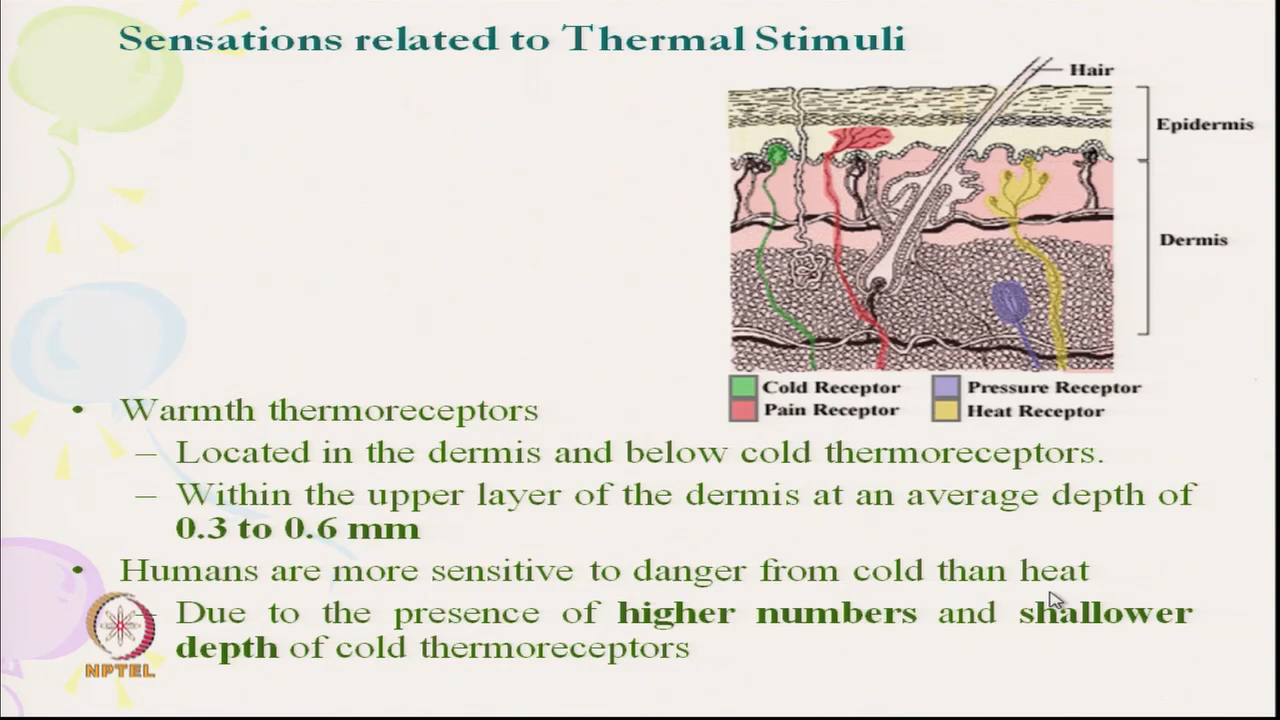 Sensations related to Thermal Stimuli
Hair
Epidermis
Dermis
Cold Receptor
Pressure Receptor
Pain Receptor
Heat Receptor
• Warmth thermoreceptors
– Located in the dermis and below cold thermoreceptors.
– Within the upper layer of the dermis at an average depth of
0.3 to 0.6 mm
• Humans are more sensitive to danger from cold than heat
– Due to the presence of higher numbers and shallower
depth of cold thermoreceptors
NPTEL